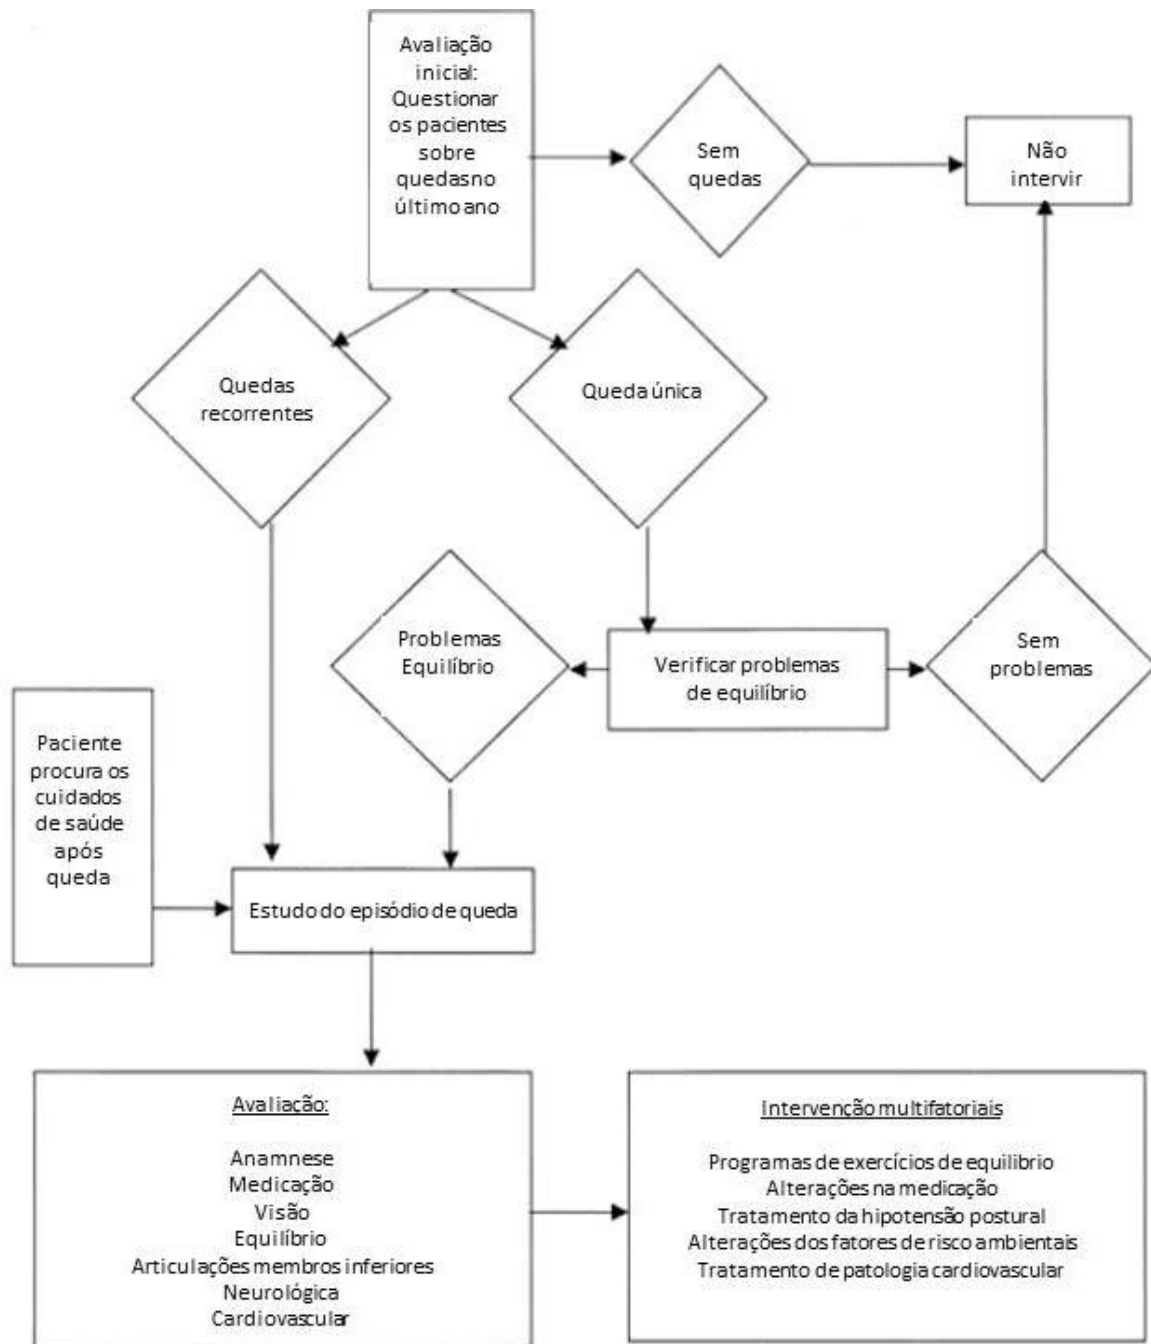 Avaliação
inicial:
Questionar
os pacientes
sobre
quedasno
último ano
Sem
quedas
Não
intervir
Quedas
recorrentes
Queda única
Problemas
Equilíbrio
Verificar problemas
de equilíbrio
Sem
problemas
Paciente
procura os
cuidados
de saúde
após
queda
Estudo do episódio de queda
Avaliação:
Anamnese
Medicação
Visão
Equilíbrio
Articulações membros inferiores
Neurológica
Cardiovascular
Intervenção multifatoriais
Programas de exercícios de equilibrio
Alterações na medicação
Tratamento da hipotensão postural
Alterações dos fatores de risco ambientais
Tratamento de patologia cardiovascular